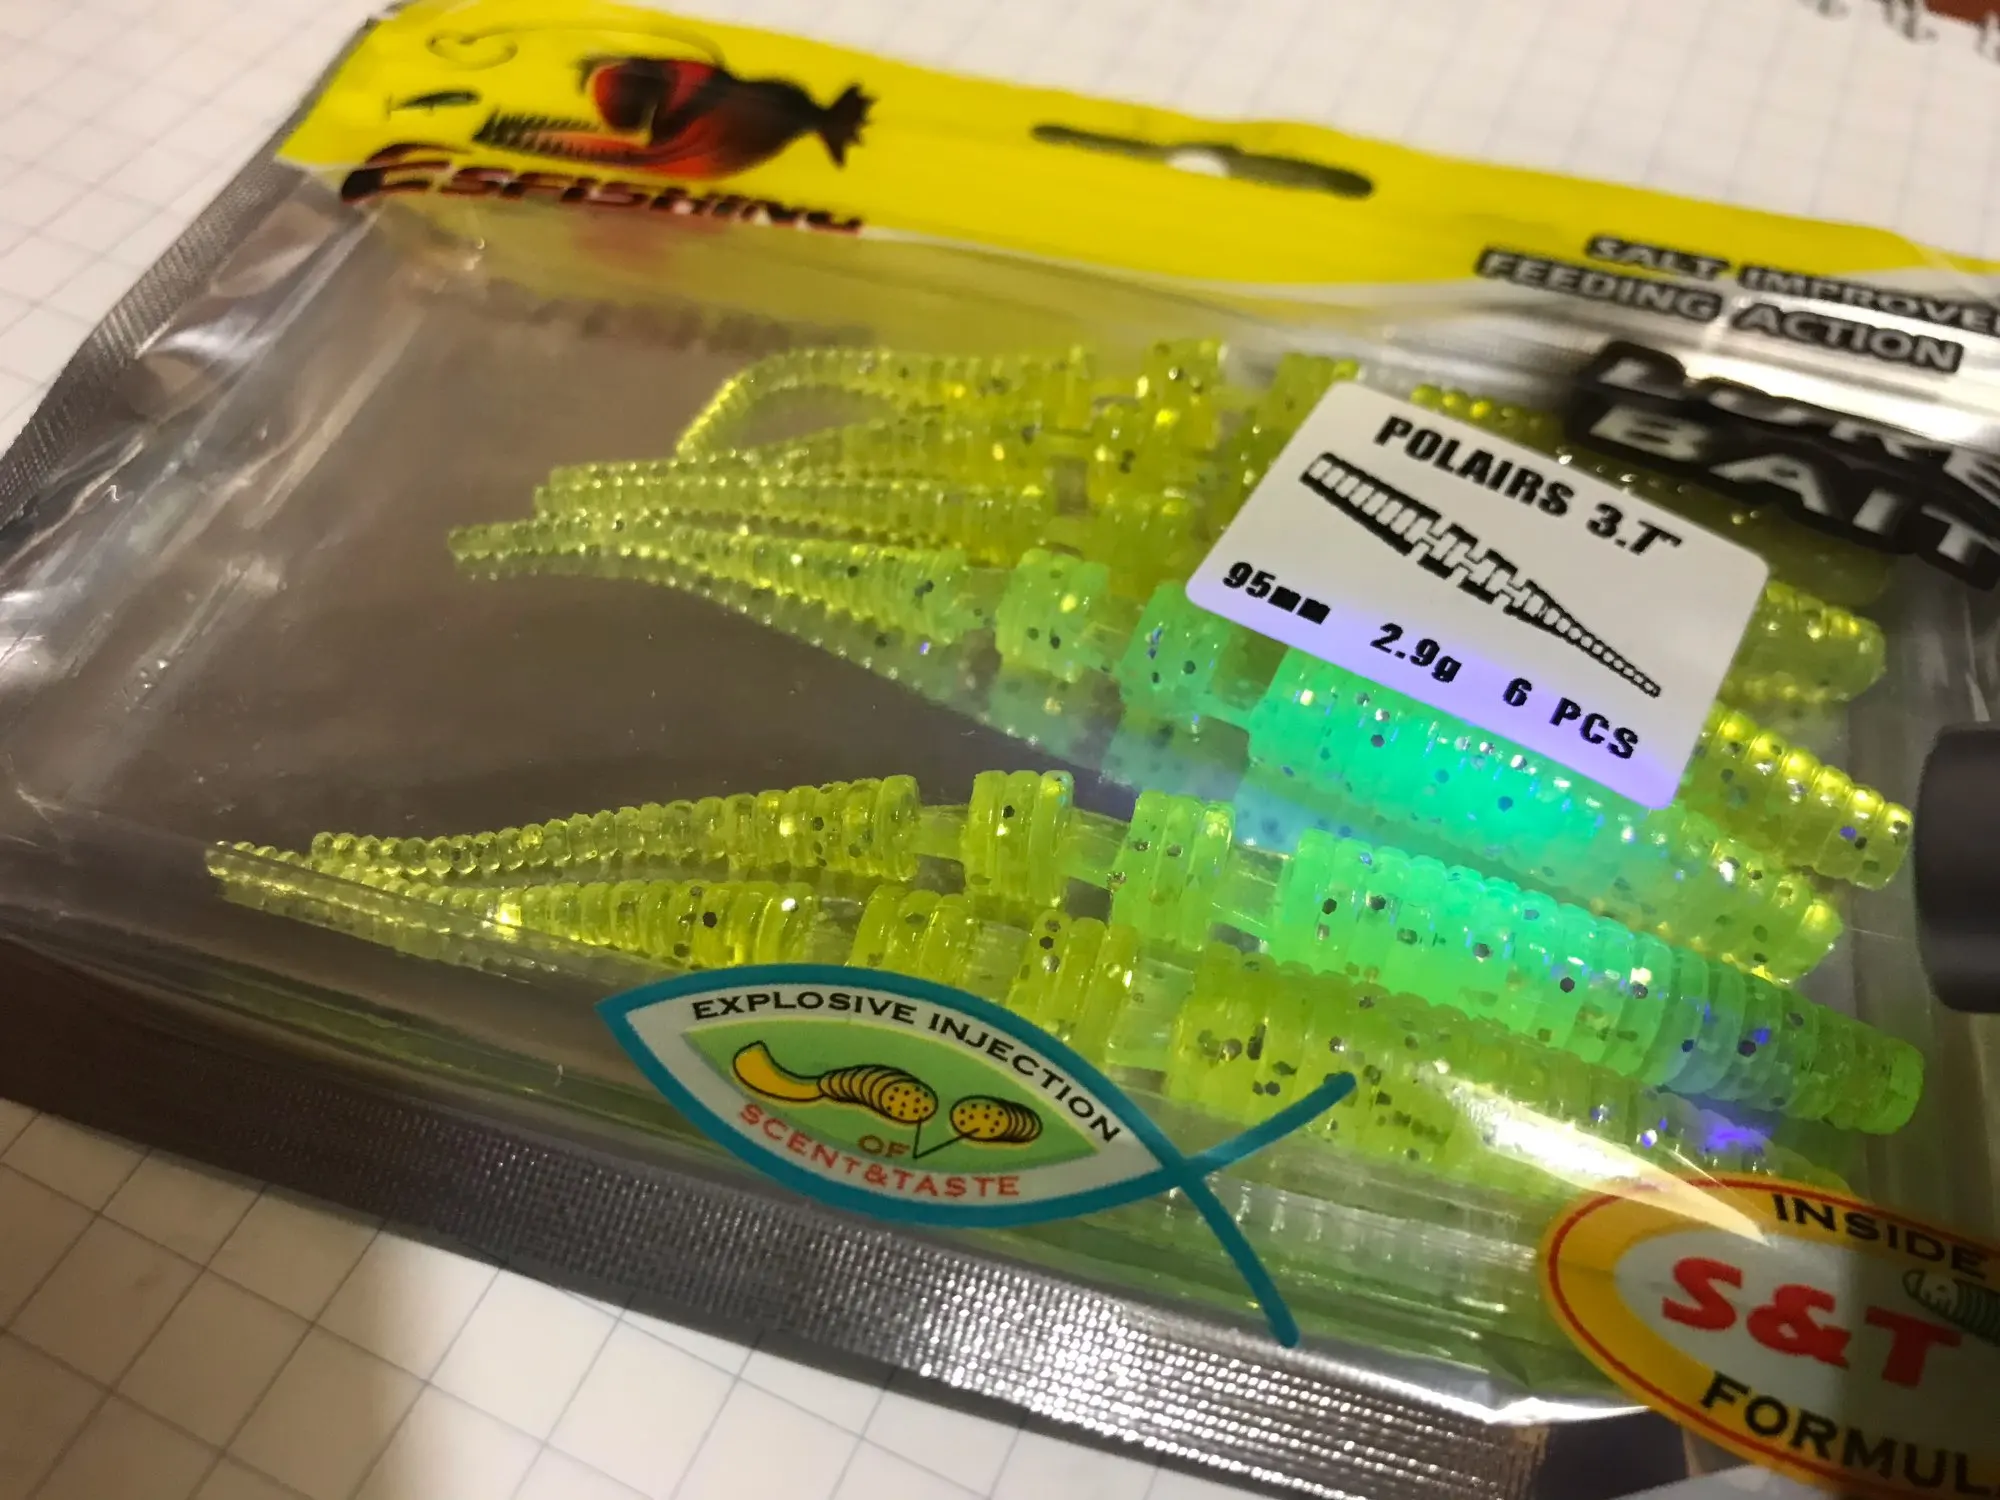 ESFISHING
SALT IMPROVE
FEEDING ACTION
LURE
BAIT
POLAIRS 3.7"
95mm 2.9g 6 PCS
EXPLOSIVE INJECTION
OF
SCENT&TASTE
INSIDE
S&T
FORMUL